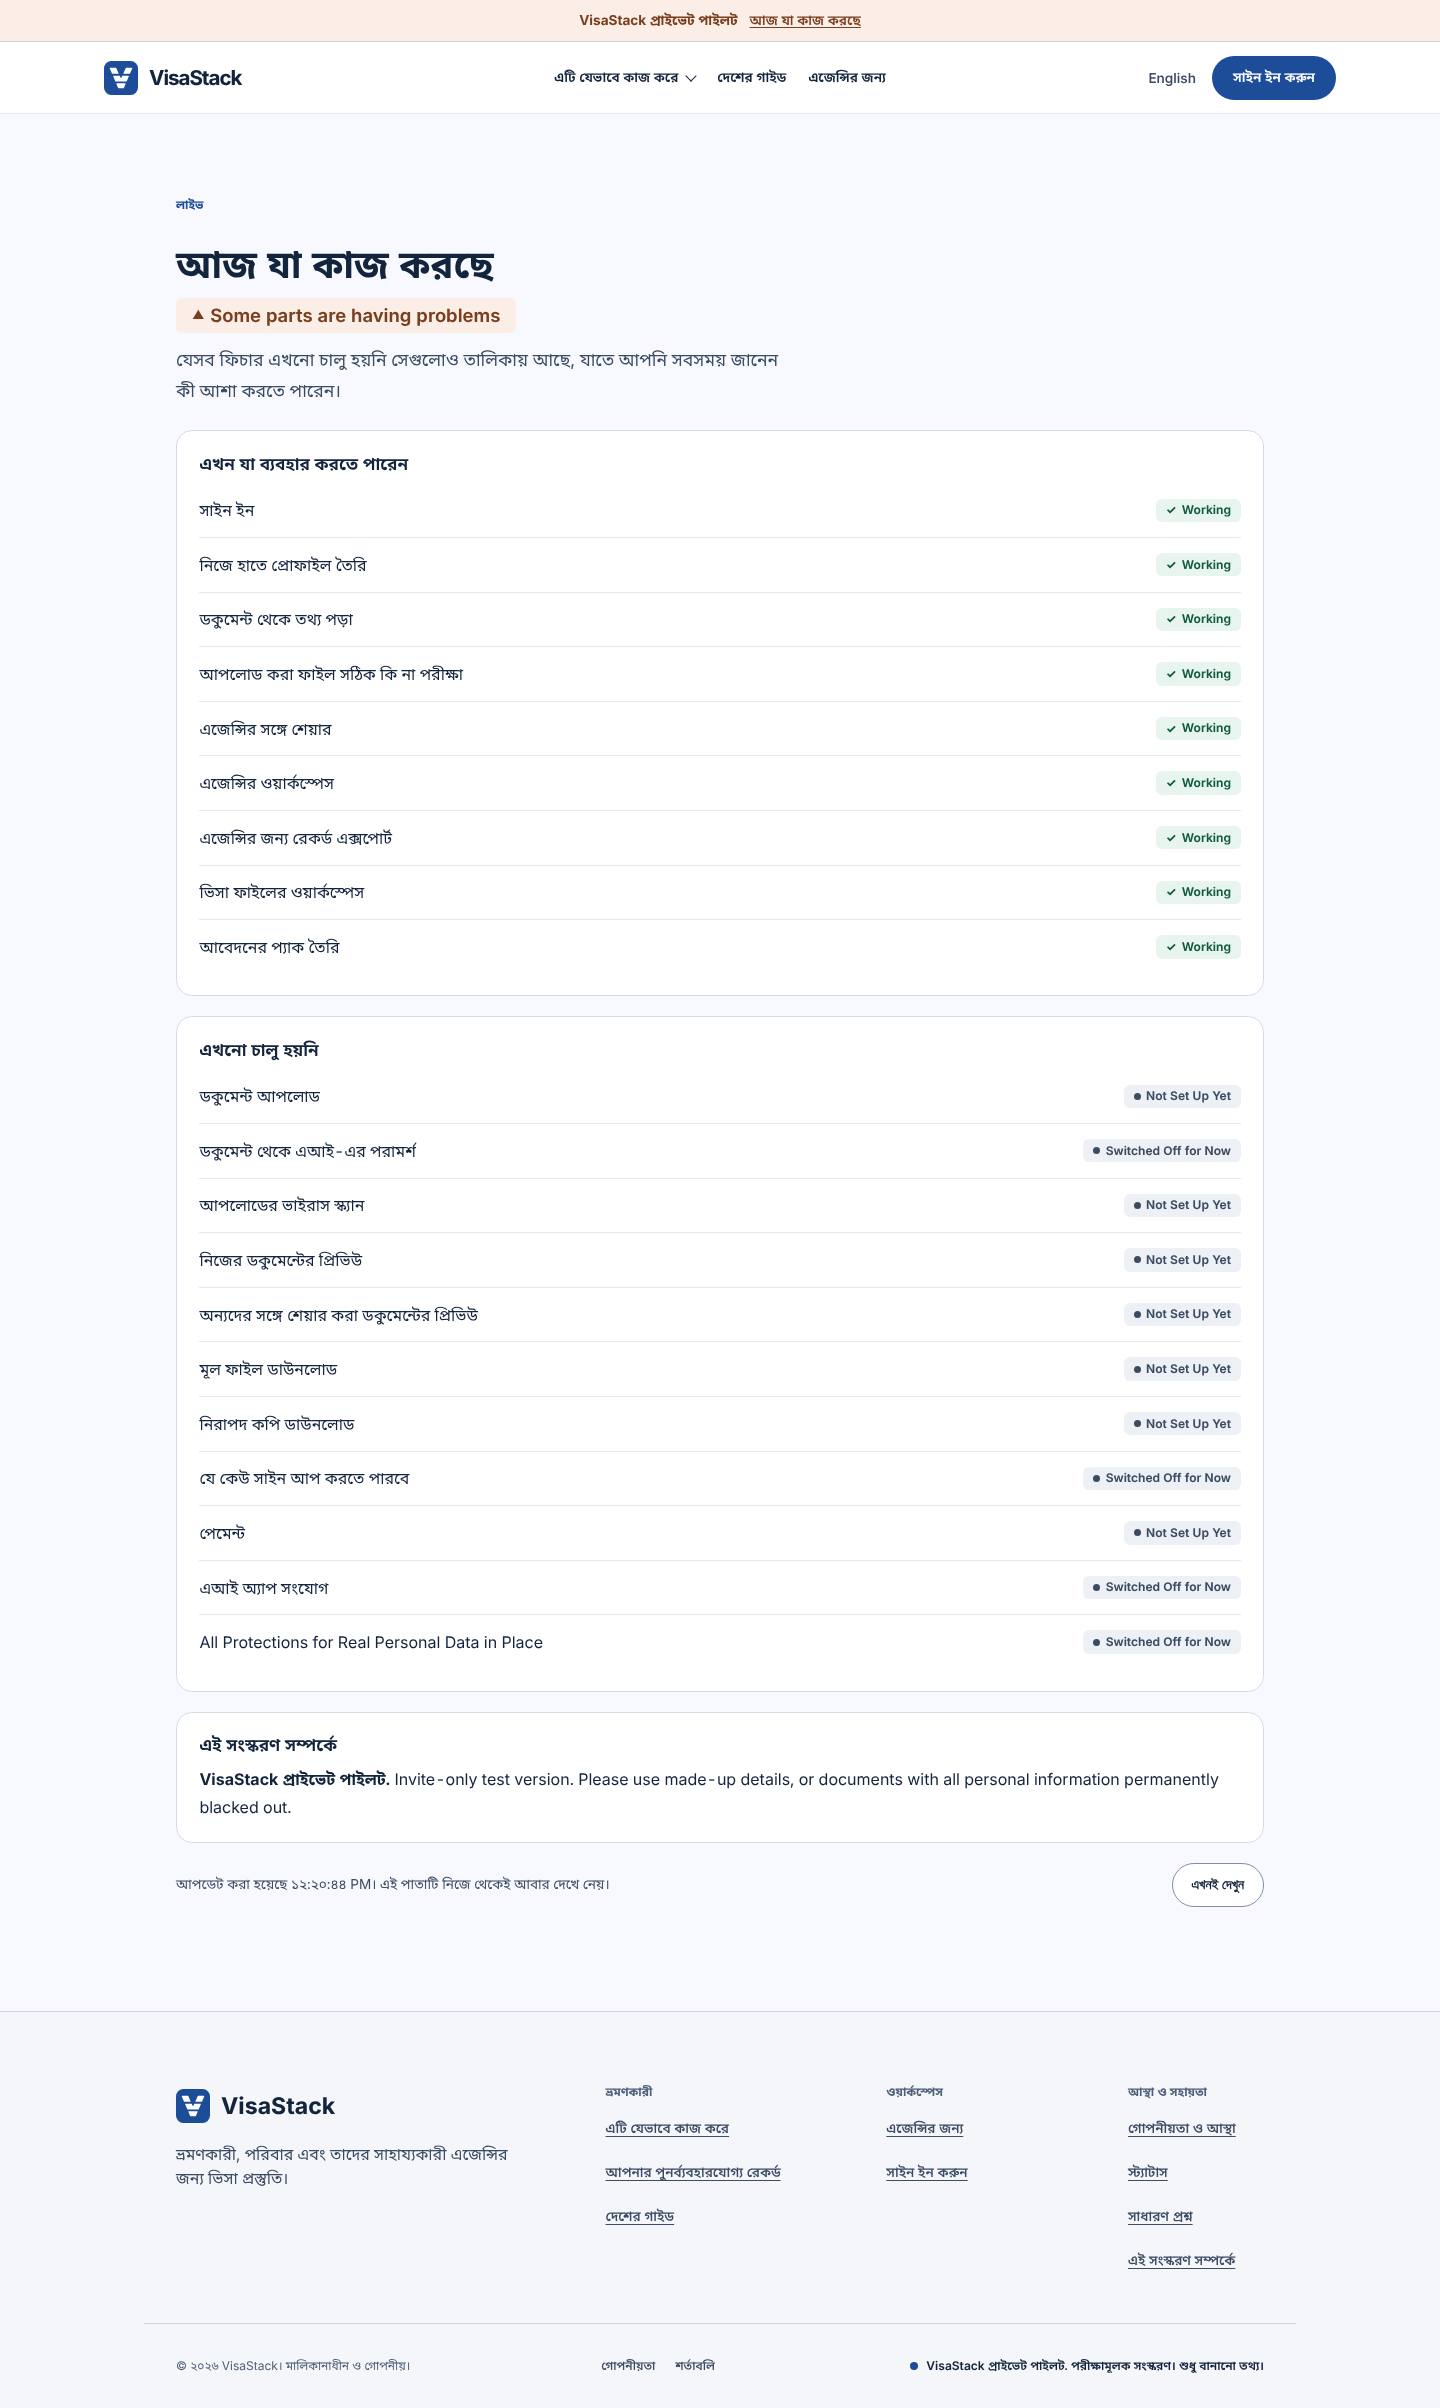 VisaStack প্রাইভেট পাইলট আজ যা কাজ করছে
VisaStack এটি যেভাবে কাজ করে দেশের গাইড এজেন্সির জন্য English সাইন ইন করুন
লাইভ
আজ যা কাজ করছে
Some parts are having problems
যেসব ফিচার এখনো চালু হয়নি সেগুলোও তালিকায় আছে, যাতে আপনি সবসময় জানেন
কী আশা করতে পারেন।
এখন যা ব্যবহার করতে পারেন
সাইন ইন Working
নিজে হাতে প্রোফাইল তৈরি Working
ডকুমেন্ট থেকে তথ্য পড়া Working
আপলোড করা ফাইল সঠিক কি না পরীক্ষা Working
এজেন্সির সঙ্গে শেয়ার Working
এজেন্সির ওয়ার্কস্পেস Working
এজেন্সির জন্য রেকর্ড এক্সপোর্ট Working
ভিসা ফাইলের ওয়ার্কস্পেস Working
আবেদনের প্যাক তৈরি Working
এখনো চালু হয়নি
ডকুমেন্ট আপলোড Not Set Up Yet
ডকুমেন্ট থেকে এআই-এর পরামর্শ Switched Off for Now
আপলোডের ভাইরাস স্ক্যান Not Set Up Yet
নিজের ডকুমেন্টের প্রিভিউ Not Set Up Yet
অন্যদের সঙ্গে শেয়ার করা ডকুমেন্টের প্রিভিউ Not Set Up Yet
মূল ফাইল ডাউনলোড Not Set Up Yet
নিরাপদ কপি ডাউনলোড Not Set Up Yet
যে কেউ সাইন আপ করতে পারবে Switched Off for Now
পেমেন্ট Not Set Up Yet
এআই অ্যাপ সংযোগ Switched Off for Now
All Protections for Real Personal Data in Place Switched Off for Now
এই সংস্করণ সম্পর্কে
VisaStack প্রাইভেট পাইলট. Invite-only test version. Please use made-up details, or documents with all personal information permanently
blacked out.
আপডেট করা হয়েছে ১২:২০:৪৪ PM। এই পাতাটি নিজে থেকেই আবার দেখে নেয়। এখনই দেখুন
VisaStack
ভ্রমণকারী, পরিবার এবং তাদের সাহায্যকারী এজেন্সির
জন্য ভিসা প্রস্তুতি।
ভ্রমণকারী
এটি যেভাবে কাজ করে
আপনার পুনর্ব্যবহারযোগ্য রেকর্ড
দেশের গাইড
ওয়ার্কস্পেস
এজেন্সির জন্য
সাইন ইন করুন
আস্থা ও সহায়তা
গোপনীয়তা ও আস্থা
স্ট্যাটাস
সাধারণ প্রশ্ন
এই সংস্করণ সম্পর্কে
© ২০২৬ VisaStack। মালিকানাধীন ও গোপনীয়। গোপনীয়তা শর্তাবলি VisaStack প্রাইভেট পাইলট. পরীক্ষামূলক সংস্করণ। শুধু বানানো তথ্য।